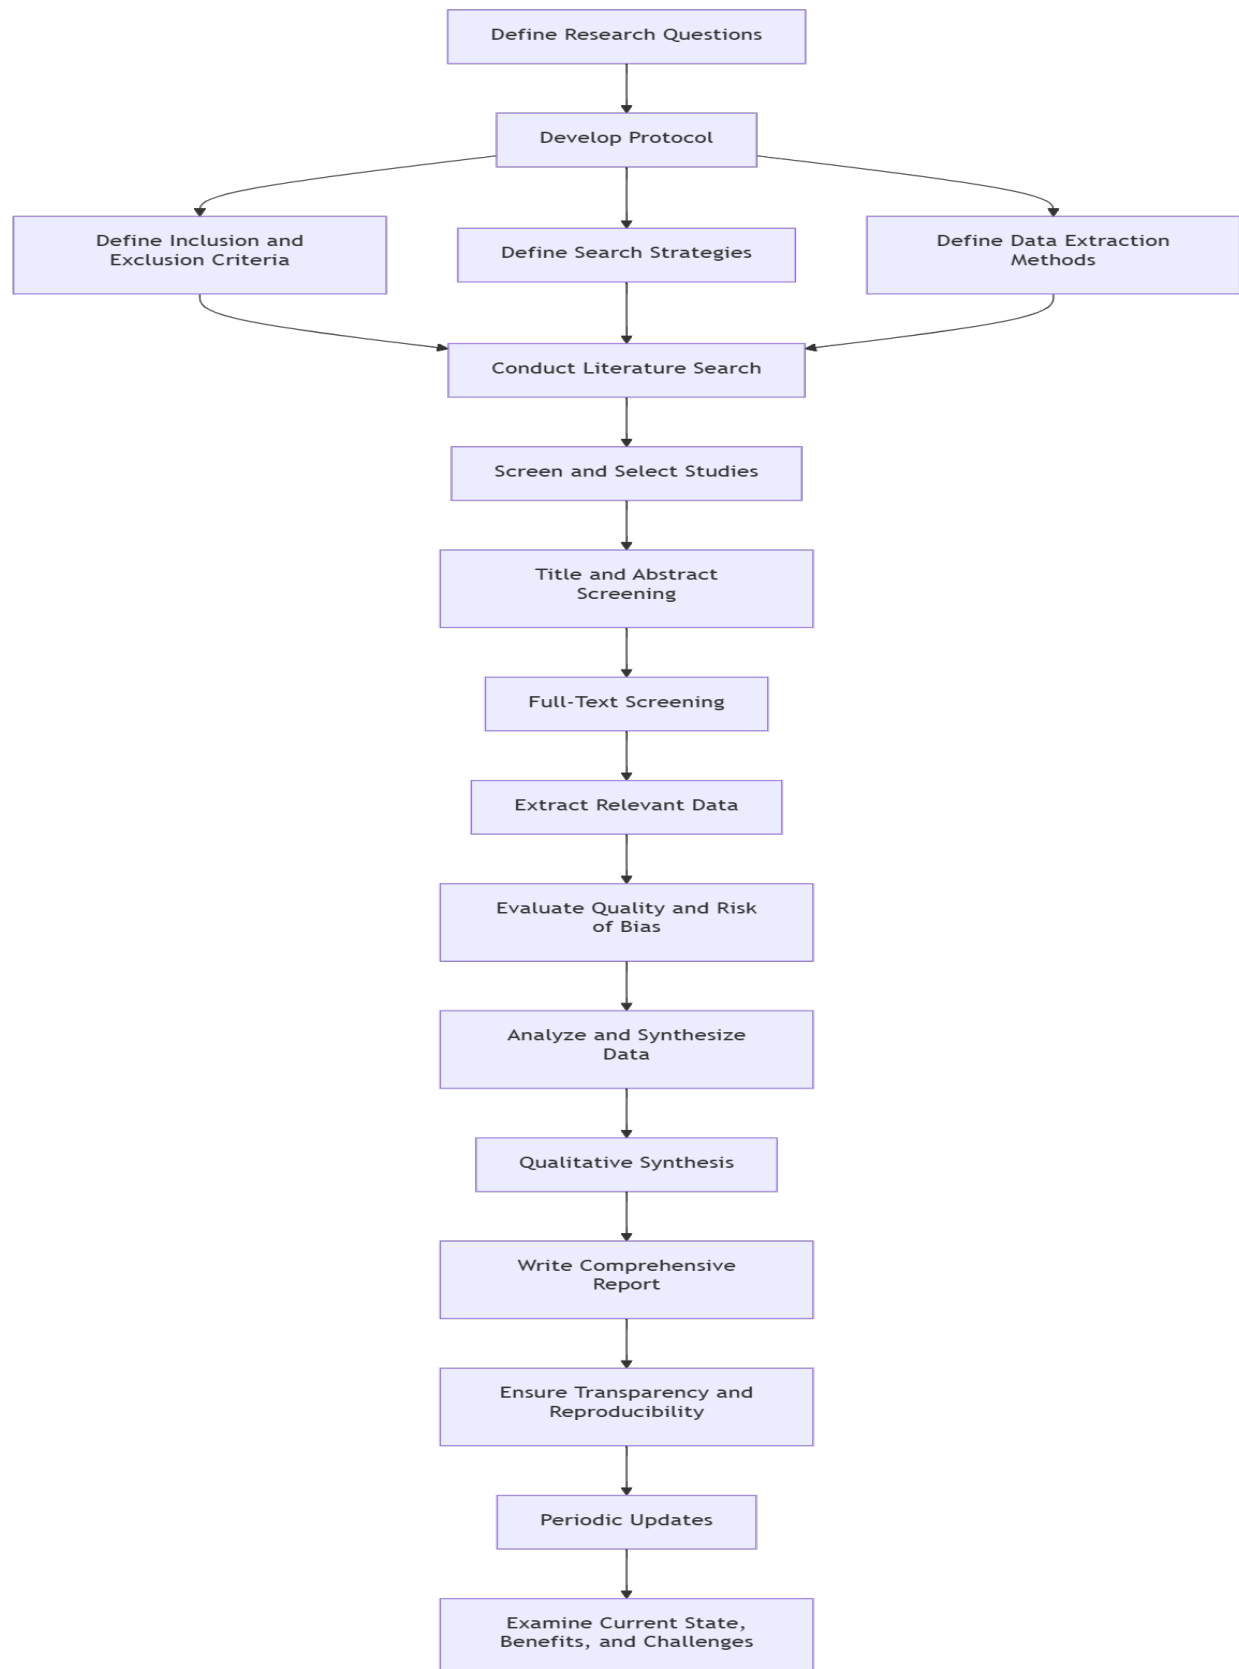 Define Research Questions
Develop Protocol
Define Inclusion and
Exclusion Criteria
Define Search Strategies
Define Data Extraction
Methods
Conduct Literature Search
Screen and Select Studies
Title and Abstract
Screening
Full-Text Screening
Extract Relevant Data
Evaluate Quality and Risk
of Bias
Analyze and Synthesize
Data
Qualitative Synthesis
Write Comprehensive
Report
Ensure Transparency and
Reproducibility
Periodic Updates
Examine Current State,
Benefits, and Challenges